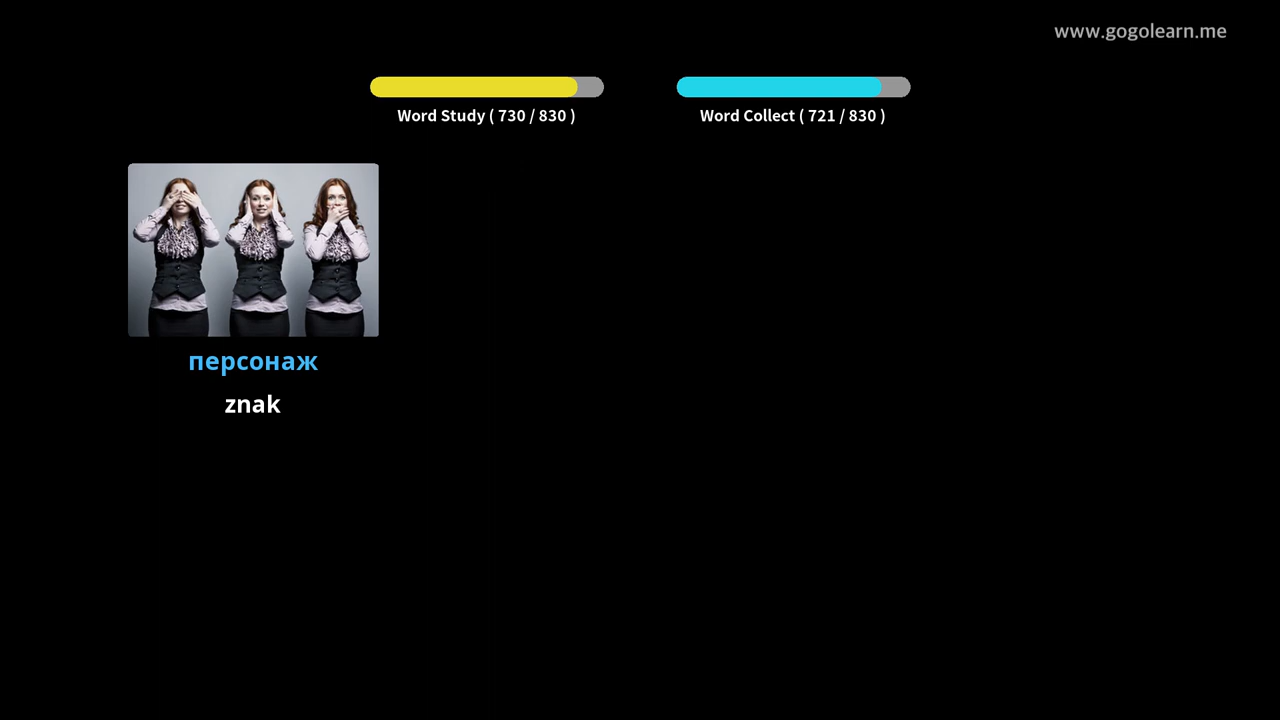 www.gogolearn.me
Word Study ( 730 / 830 )
Word Collect ( 721 / 830 )
персонаж
znak